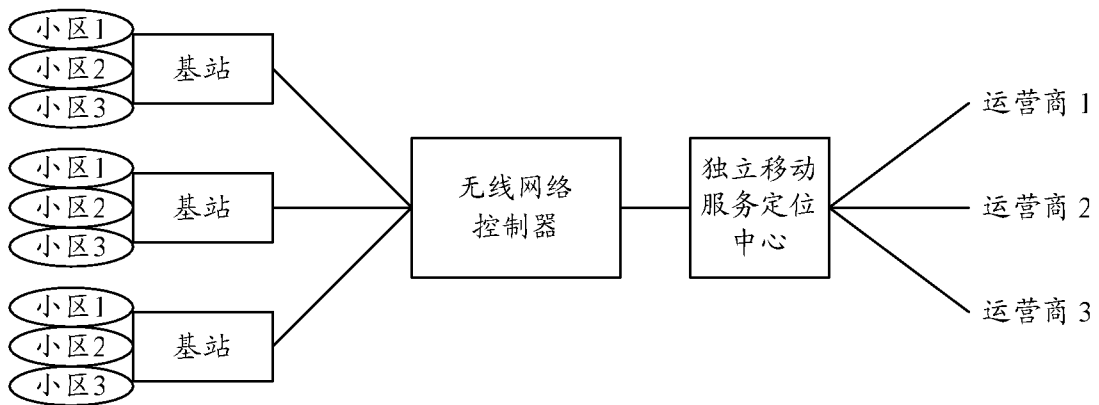 小区1
小区2
小区3
基站
小区1
小区2
小区3
基站
小区1
小区2
小区3
基站
无线网络
控制器
独立移动
服务定位
中心
运营商 1
运营商 2
运营商 3